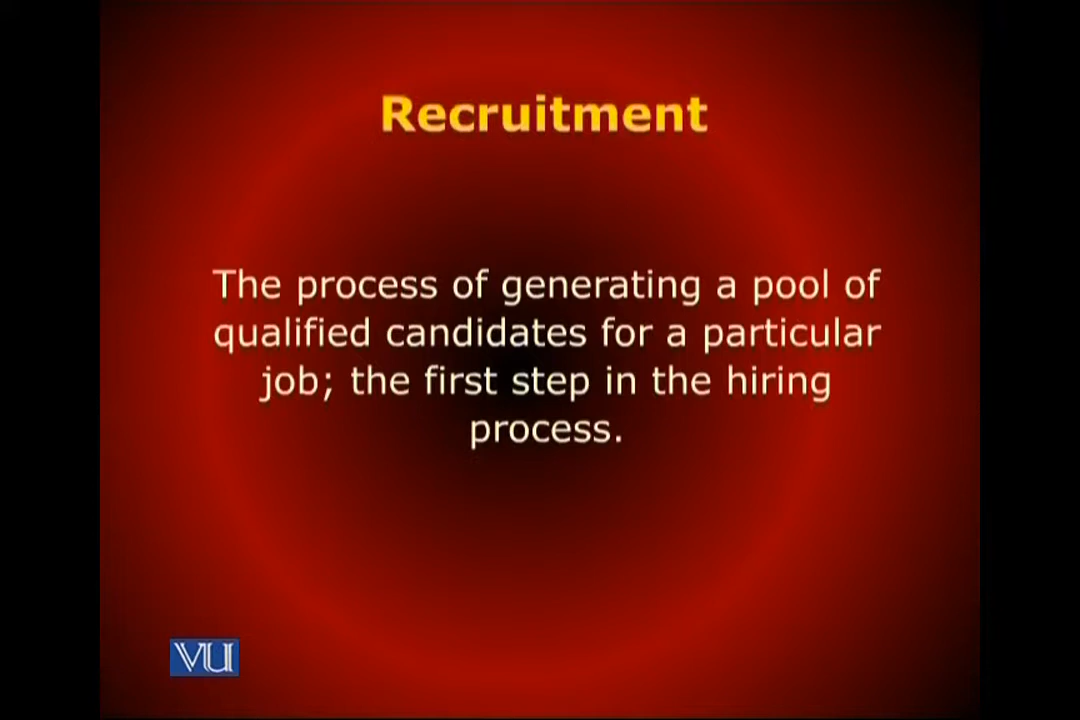 Recruitment
The process of generating a pool of
qualified candidates for a particular
job; the first step in the hiring
process.
VU